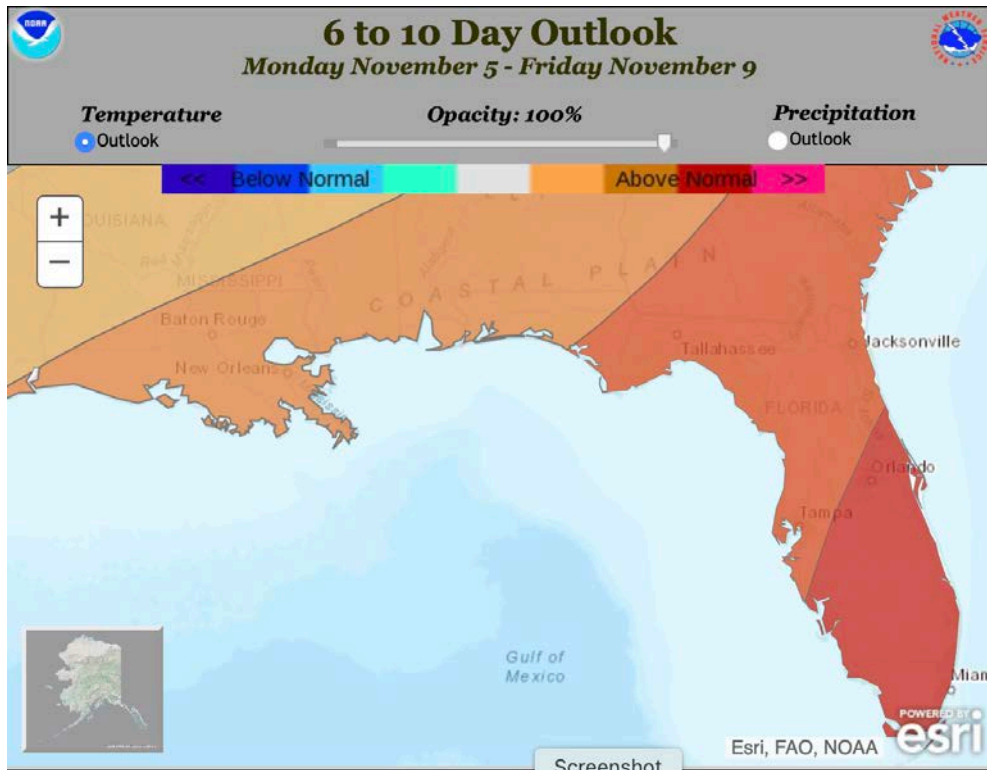 NOAA
6 to 10 Day Outlook
Monday November 5 - Friday November 9
Temperature
Outlook
Opacity: 100%
Precipitation
Outlook
<< Below Normal
Above Normal >>
+
−
LOUISIANA
MISSISSIPPI
COASTAL PLAIN
Baton Rouge
New Orleans
Tallahassee
Jacksonville
FLORIDA
Orlando
Tampa
Gulf of
Mexico
Miam
POWERED BY
esri
Esri, FAO, NOAA
Screenshot